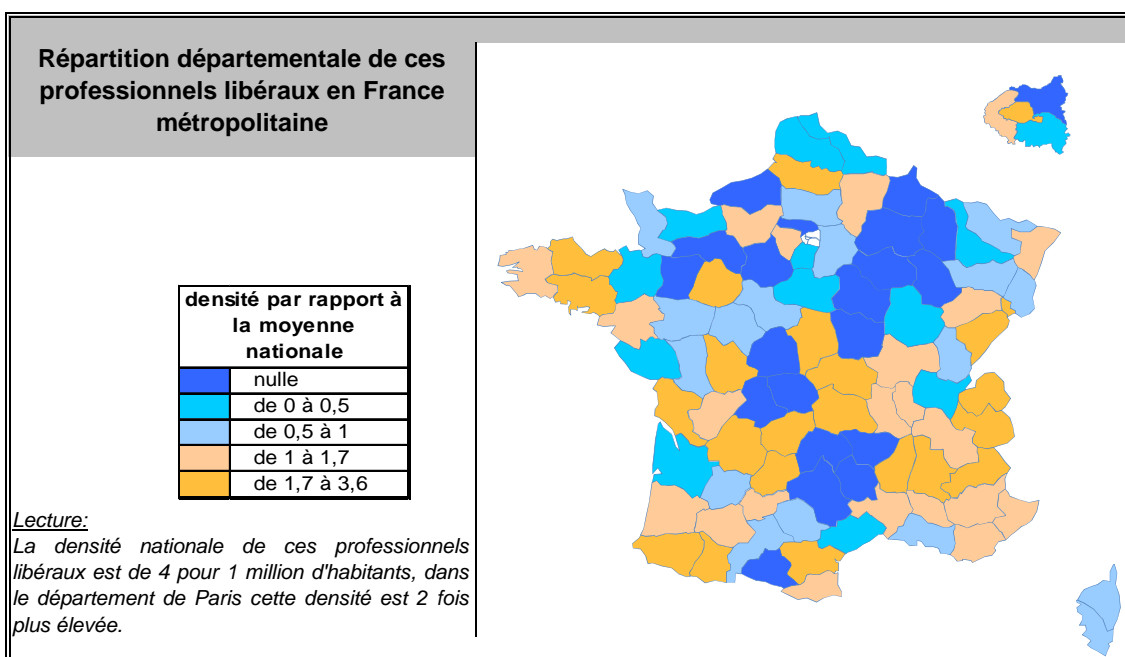 Répartition départementale de ces
professionnels libéraux en France
métropolitaine
densité par rapport à
la moyenne
nationale
nulle
de 0 à 0,5
de 0,5 à 1
de 1 à 1,7
de 1,7 à 3,6
Lecture:
La densité nationale de ces professionnels
libéraux est de 4 pour 1 million d'habitants, dans
le département de Paris cette densité est 2 fois
plus élevée.